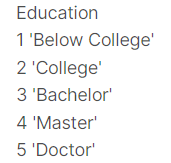 Education
1 'Below College'
2 'College'
3 'Bachelor'
4 'Master'
5 'Doctor'